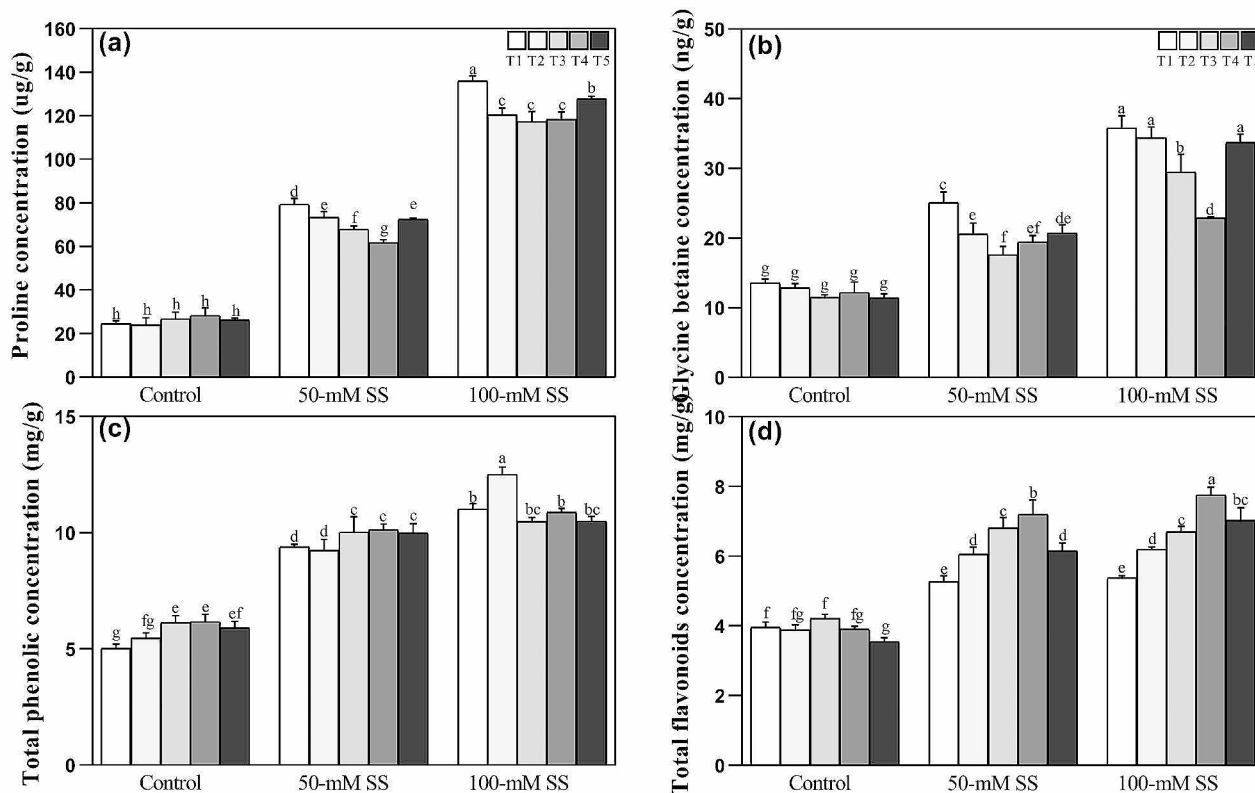 (a)
T1 T2 T3 T4 T5
Proline concentration (ug/g)
160
140
120
100
80
60
40
20
0
h h h h h
d e f g e
a c c c b
Control 50-mM SS 100-mM SS
(b)
T1 T2 T3 T4
Glycine betaine concentration (ng/g)
50
40
30
20
10
0
g g g g g
c e f ef de
a a b d a
Control 50-mM SS 100-mM SS
(c)
Total phenolic concentration (mg/g)
15
10
5
0
g fg e e ef
d d c c c
b a bc b bc
Control 50-mM SS 100-mM SS
(d)
Total flavonoids concentration (mg/g)
10
8
6
4
2
0
f fg f fg g
e d c b d
e d c a bc
Control 50-mM SS 100-mM SS